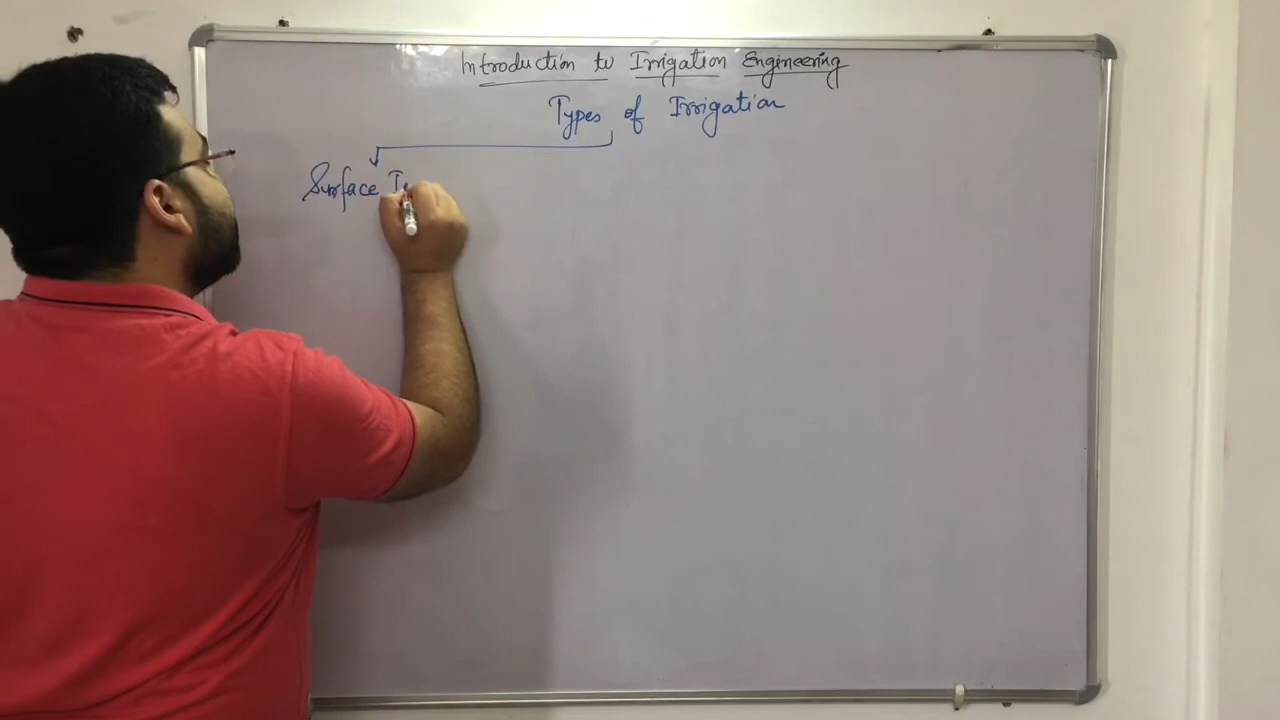 Introduction to Irrigation Engineering
Types of Irrigation
Surface